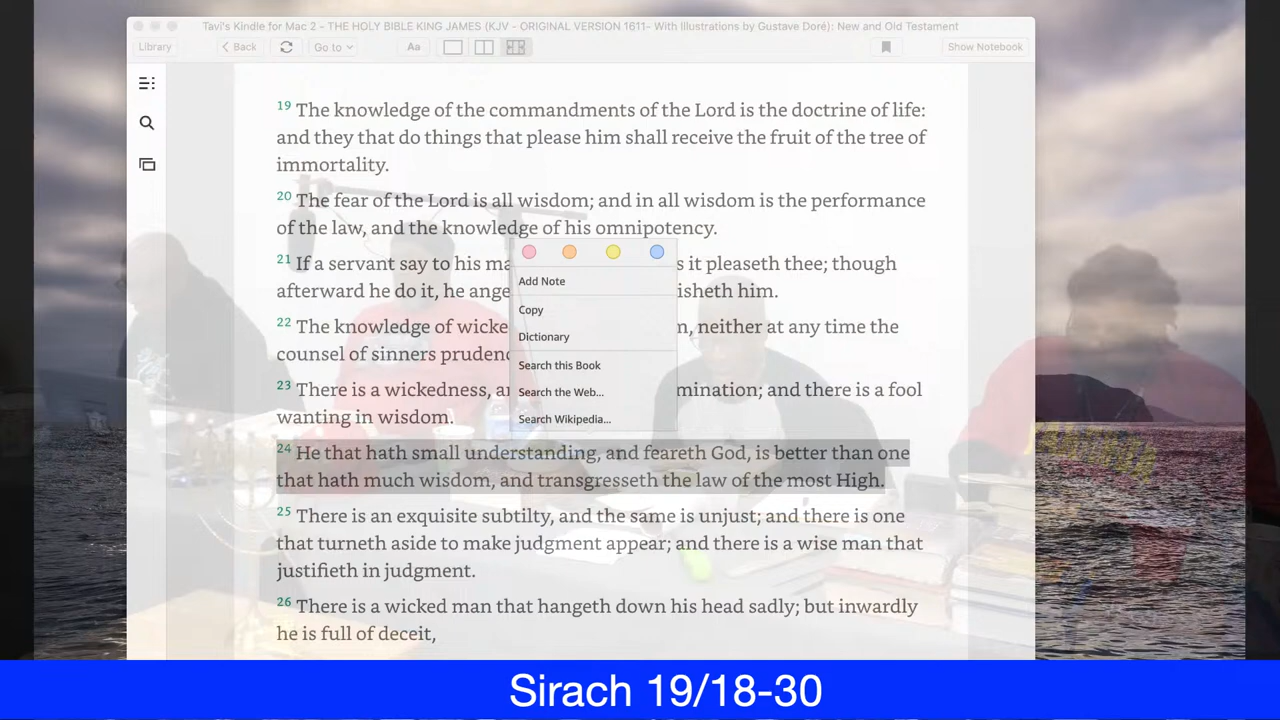 Tavi's Kindle for Mac 2 - THE HOLY BIBLE KING JAMES (KJV - ORIGINAL VERSION 1611- With Illustrations by Gustave Doré): New and Old Testament
Library Back Go to Aa Show Notebook
19 The knowledge of the commandments of the Lord is the doctrine of life:
and they that do things that please him shall receive the fruit of the tree of
immortality.
20 The fear of the Lord is all wisdom; and in all wisdom is the performance
of the law, and the knowledge of his omnipotency.
21 If a servant say to his ma s it pleaseth thee; though
afterward he do it, he ange isheth him.
22 The knowledge of wicke , neither at any time the
counsel of sinners pruden
23 There is a wickedness, a mination; and there is a fool
wanting in wisdom.
24 He that hath small understanding, and feareth God, is better than one
that hath much wisdom, and transgresseth the law of the most High.
25 There is an exquisite subtilty, and the same is unjust; and there is one
that turneth aside to make judgment appear; and there is a wise man that
justifieth in judgment.
26 There is a wicked man that hangeth down his head sadly; but inwardly
he is full of deceit,
Add Note
Copy
Dictionary
Search this Book
Search the Web...
Search Wikipedia...
Sirach 19/18-30